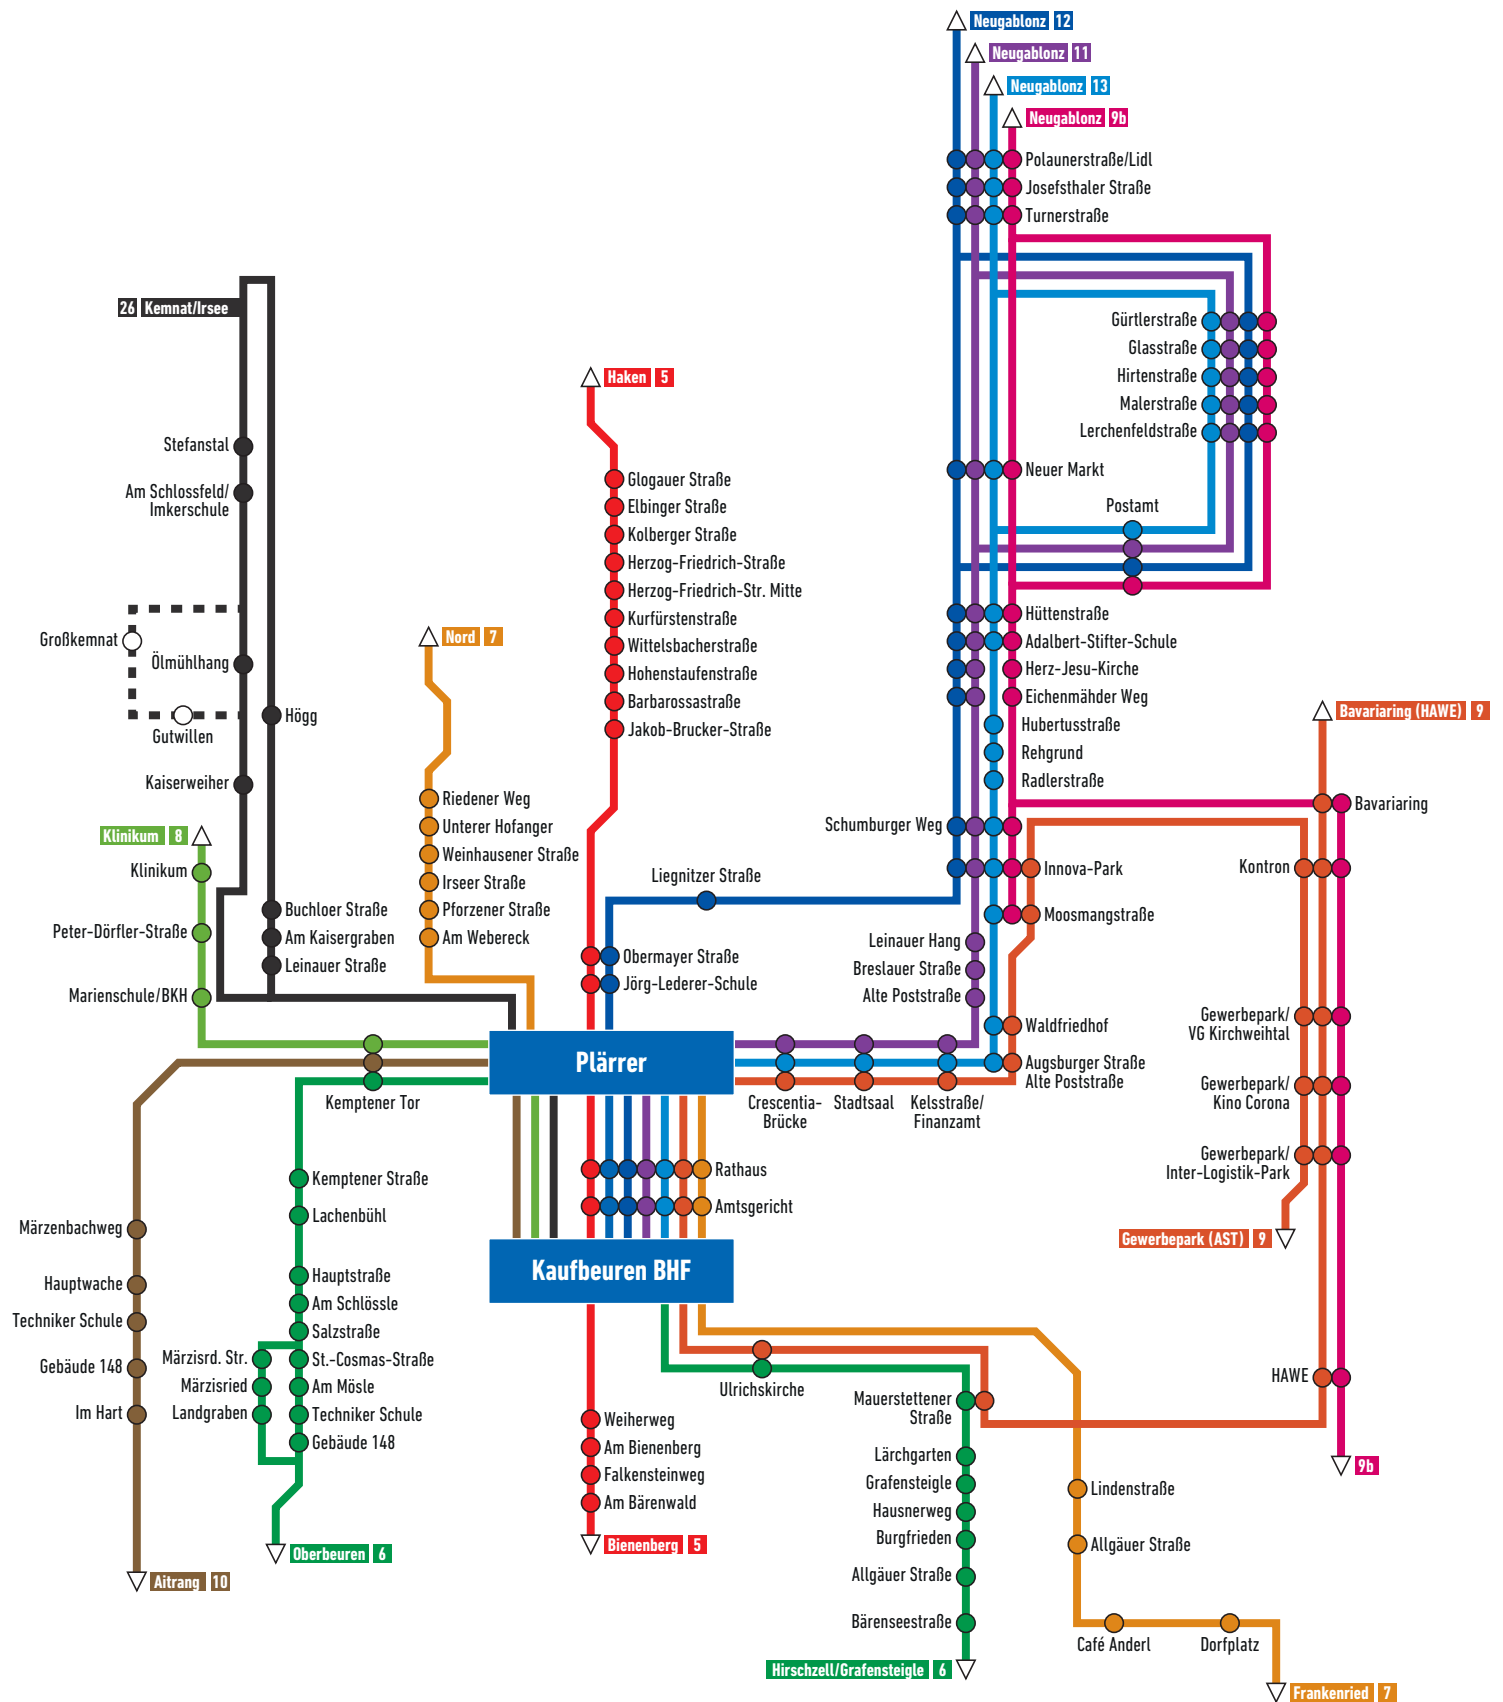 Neugablonz 12
Neugablonz 11
Neugablonz 13
Neugablonz 9b
Polaunerstraße/Lidl
Josefsthaler Straße
Turnerstraße
26 Kemnat/Irsee
Gürtlerstraße
Glasstraße
Hirtenstraße
Malerstraße
Lerchenfeldstraße
Haken 5
Stefanstal
Am Schlossfeld/
Imkerschule
Glogauer Straße
Elbinger Straße
Kolberger Straße
Herzog-Friedrich-Straße
Herzog-Friedrich-Str. Mitte
Kurfürstenstraße
Wittelsbacherstraße
Hohenstaufenstraße
Barbarossastraße
Jakob-Brucker-Straße
Neuer Markt
Postamt
Hüttenstraße
Adalbert-Stifter-Schule
Herz-Jesu-Kirche
Eichenmähder Weg
Hubertusstraße
Rehgrund
Radlerstraße
Großkemnat
Ölmühlhang
Gutwillen
Högg
Kaiserweiher
Nord 7
Riedener Weg
Unterer Hofanger
Weinhausener Straße
Irseer Straße
Pforzener Straße
Am Webereck
Bavariaring (HAWE) 9
Bavariaring
Schumburger Weg
Kontron
Innova-Park
Moosmangstraße
Klinikum 8
Klinikum
Peter-Dörfler-Straße
Marienschule/BKH
Buchloer Straße
Am Kaisergraben
Leinauer Straße
Liegnitzer Straße
Obermayer Straße
Jörg-Lederer-Schule
Leinauer Hang
Breslauer Straße
Alte Poststraße
Waldfriedhof
Augsburger Straße
Alte Poststraße
Gewerbepark/
VG Kirchweihtal
Gewerbepark/
Kino Corona
Gewerbepark/
Inter-Logistik-Park
Gewerbepark (AST) 9
Plärrer
Kemptener Tor
Crescentia-
Brücke
Stadtsaal
Kelsstraße/
Finanzamt
Rathaus
Amtsgericht
Kaufbeuren BHF
Kemptener Straße
Lachenbühl
Hauptstraße
Am Schlössle
Salzstraße
St.-Cosmas-Straße
Am Mösle
Techniker Schule
Gebäude 148
Märzisrd. Str.
Märzisried
Landgraben
Märzenbachweg
Hauptwache
Techniker Schule
Gebäude 148
Im Hart
Oberbeuren 6
Aitrang 10
Weiherweg
Am Bienenberg
Falkensteinweg
Am Bärenwald
Bienenberg 5
Ulrichskirche
Mauerstettener
Straße
HAWE
9b
Lärchgarten
Grafensteigle
Hausnerweg
Burgfrieden
Allgäuer Straße
Bärenseestraße
Hirschzell/Grafensteigle 6
Lindenstraße
Allgäuer Straße
Café Anderl
Dorfplatz
Frankenried 7